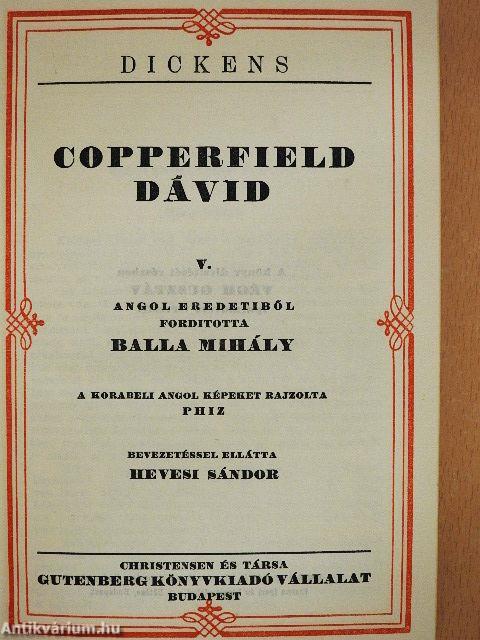 DICKENS
COPPERFIELD
DÁVID
V.
ANGOL EREDETIBŐL
FORDITOTTA
BALLA MIHÁLY
A KORABELI ANGOL KÉPEKET RAJZOLTA
PHIZ
BEVEZETÉSSEL ELLÁTTA
HEVESI SÁNDOR
CHRISTENSEN ÉS TÁRSA
GUTENBERG KÖNYVKIADÓ VÁLLALAT
BUDAPEST
Antikvárium.hu